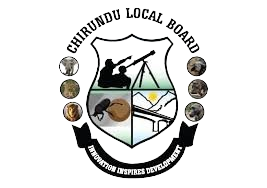 CHIRUNDU LOCAL BOARD
INNOVATION INSPIRES DEVELOPMENT